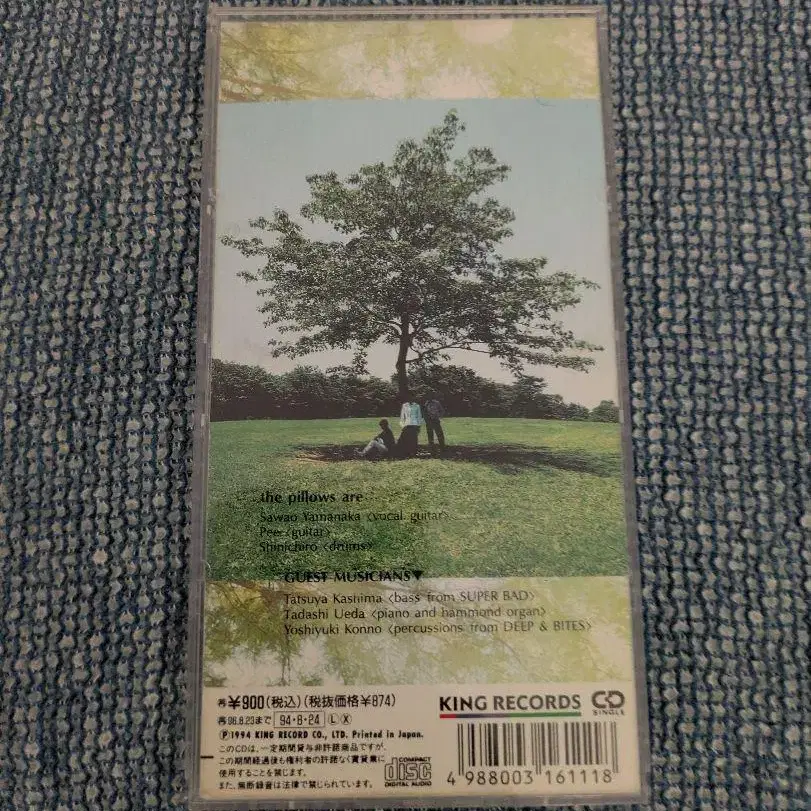 the pillows are
Sawao Yamanaka <vocal guitar>
Pee <guitar>
Shinichiro <drums>
GUEST MUSICIANS▼
Tatsuya Kashima <bass from SUPER BAD>
Tadashi Ueda <piano and hammond organ>
Yoshiyuki Konno <percussions from DEEP & BITES>
再¥900(税込)(税抜価格¥874)
再96.8.23まで 94・8・24 Ⓛ Ⓧ
Ⓟ1994 KING RECORD CO., LTD. Printed in Japan.
このCDは、一定期間貸与非許諾商品ですが、
この期間経過後も権利者の許諾なく賃貸業に
使用することを禁じます。
また、無断録音は法律で禁じられています。
COMPACT
disc
DIGITAL AUDIO
KING RECORDS
CD
SINGLE
4 988003 161118